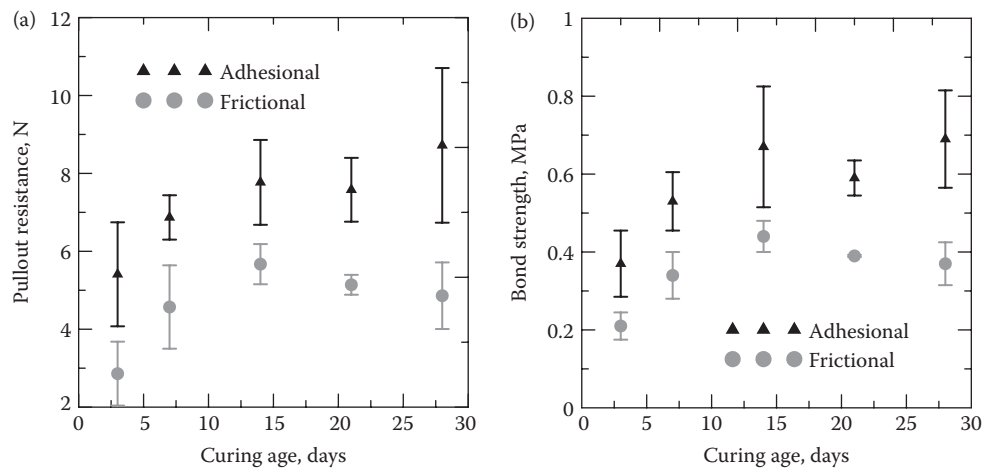 (a)
12
10
8
6
4
2
Pullout resistance, N
Adhesional
Frictional
0 5 10 15 20 25 30
Curing age, days
(b)
1
0.8
0.6
0.4
0.2
0
Bond strength, MPa
Adhesional
Frictional
0 5 10 15 20 25 30
Curing age, days